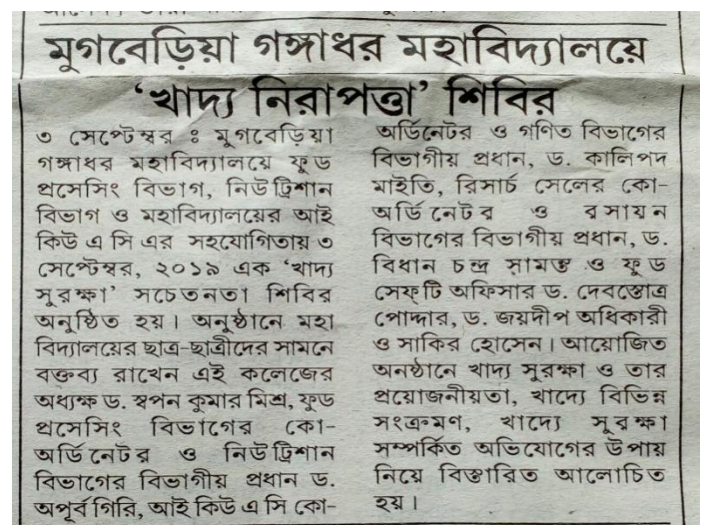 মুগবেড়িয়া গঙ্গাধর মহাবিদ্যালয়ে
‘খাদ্য নিরাপত্তা’ শিবির
৩ সেপ্টেম্বর ঃ মুগবেড়িয়া
গঙ্গাধর মহাবিদ্যালয়ে ফুড
প্রসেসিং বিভাগ, নিউট্রিশান
বিভাগ ও মহাবিদ্যালয়ের আই
কিউ এ সি এর সহযোগিতায় ৩
সেপ্টেম্বর, ২০১৯ এক ‘খাদ্য
সুরক্ষা’ সচেতনতা শিবির
অনুষ্ঠিত হয়। অনুষ্ঠানে মহা
বিদ্যালয়ের ছাত্র-ছাত্রীদের সামনে
বক্তব্য রাখেন এই কলেজের
অধ্যক্ষ ড. স্বপন কুমার মিশ্র, ফুড
প্রসেসিং বিভাগের কো-
অর্ডিনেটর ও নিউট্রিশান
বিভাগের বিভাগীয় প্রধান ড.
অপূর্ব গিরি, আই কিউ এ সি কো-
অর্ডিনেটর ও গণিত বিভাগের
বিভাগীয় প্রধান, ড. কালিপদ
মাইতি, রিসার্চ সেলের কো-
অর্ডিনেটর ও রসায়ন
বিভাগের বিভাগীয় প্রধান, ড.
বিধান চন্দ্র সামন্ত ও ফুড
সেফ্‌টি অফিসার ড. দেবস্তোত্র
পোদ্দার, ড. জয়দীপ অধিকারী
ও সাকির হোসেন। আয়োজিত
অনষ্ঠানে খাদ্য সুরক্ষা ও তার
প্রয়োজনীয়তা, খাদ্যে বিভিন্ন
সংক্রমণ, খাদ্যে সুরক্ষা
সম্পর্কিত অভিযোগের উপায়
নিয়ে বিস্তারিত আলোচিত
হয়।